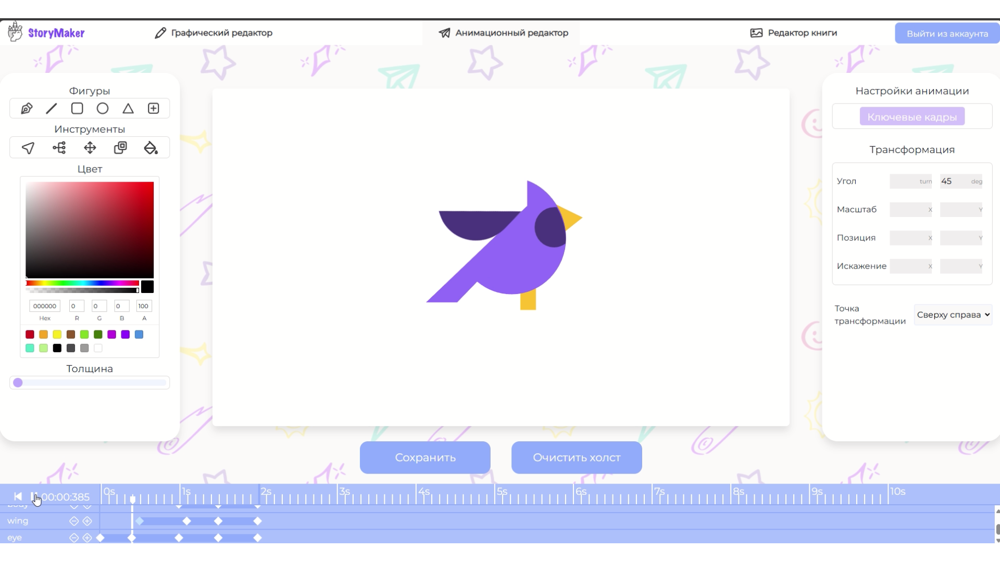 StoryMaker
Графический редактор
Анимационный редактор
Редактор книги
Выйти из аккаунта
Фигуры
Инструменты
Цвет
000000 0 0 0 100
Hex R G B A
Толщина
Настройки анимации
Ключевые кадры
Трансформация
Угол turn 45 deg
Масштаб X Y
Позиция X Y
Искажение X Y
Точка
трансформации
Сверху справа
Сохранить
Очистить холст
00:00:385
0s 1s 2s 3s 4s 5s 6s 7s 8s 9s 10s
body
wing
eye